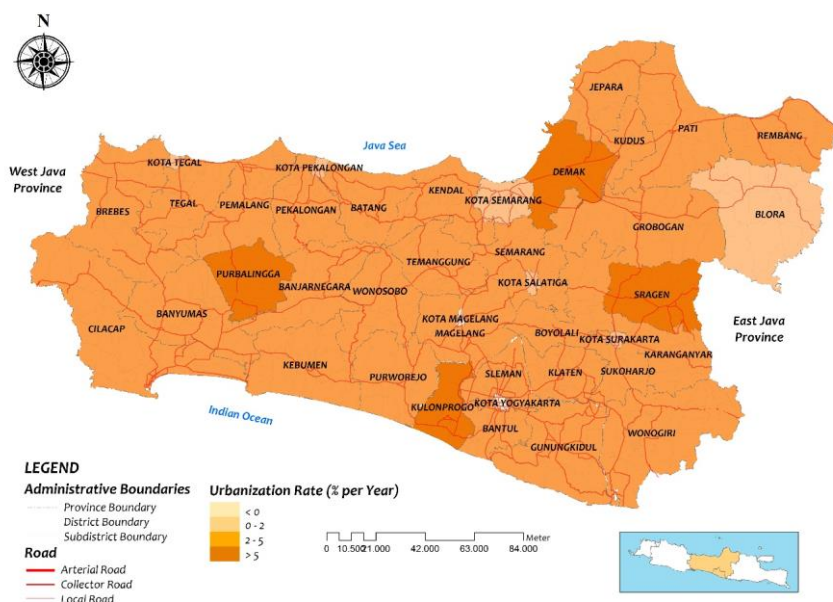 N
JEPARA
PATI
KUDUS
REMBANG
Java Sea
West Java
Province
KOTA TEGAL
KOTA PEKALONGAN
DEMAK
KENDAL
KOTA SEMARANG
BREBES
TEGAL
PEMALANG
PEKALONGAN
BATANG
BLORA
GROBOGAN
SEMARANG
TEMANGGUNG
PURBALINGGA
BANJARNEGARA
WONOSOBO
KOTA SALATIGA
SRAGEN
BANYUMAS
CILACAP
KOTA MAGELANG
MAGELANG
BOYOLALI
KOTA SURAKARTA
East Java
Province
KARANGANYAR
KEBUMEN
PURWOREJO
SLEMAN
KLATEN
SUKOHARJO
KULONPROGO
KOTA YOGYAKARTA
Indian Ocean
BANTUL
GUNUNGKIDUL
WONOGIRI
LEGEND
Administrative Boundaries
Province Boundary
District Boundary
Subdistrict Boundary
Road
Arterial Road
Collector Road
Local Road
Urbanization Rate (% per Year)
< 0
0 - 2
2 - 5
> 5
Meter
0 10.500 21.000 42.000 63.000 84.000